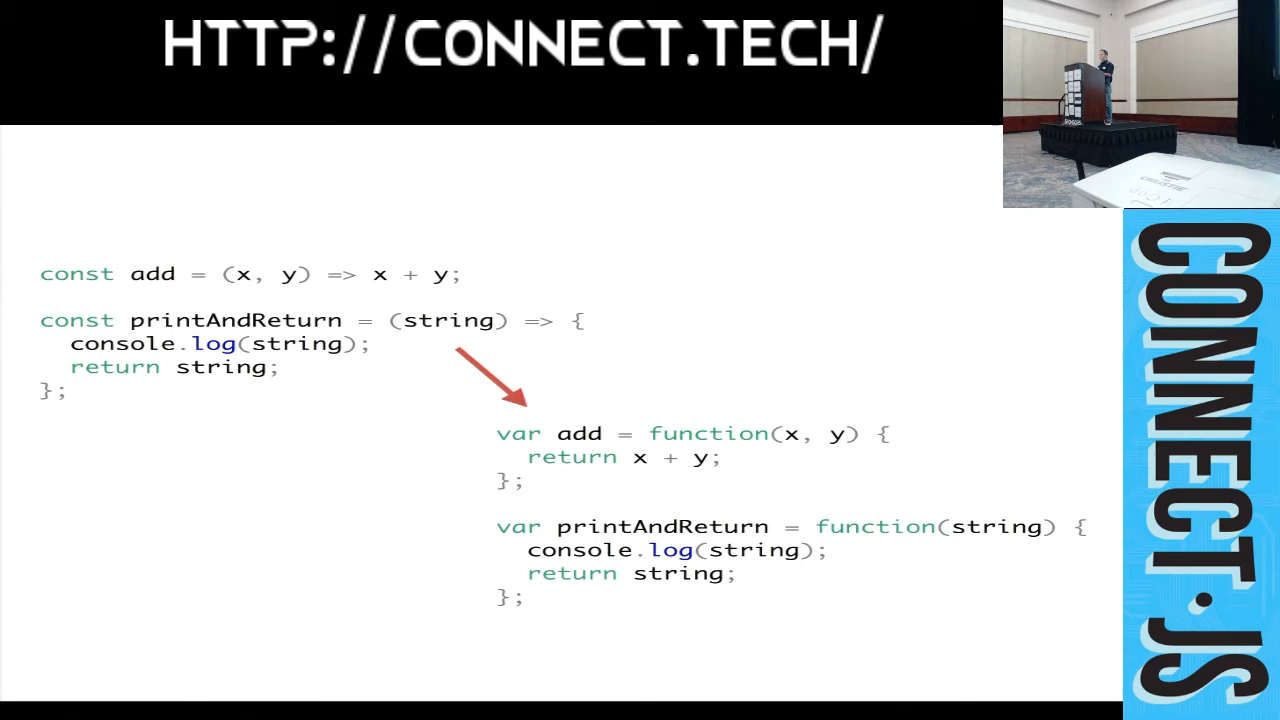 HTTP://CONNECT.TECH/
const add = (x, y) => x + y;
const printAndReturn = (string) => {
console.log(string);
return string;
};
var add = function(x, y) {
return x + y;
};
var printAndReturn = function(string) {
console.log(string);
return string;
};
CHRISTIE
CONNECT.JS